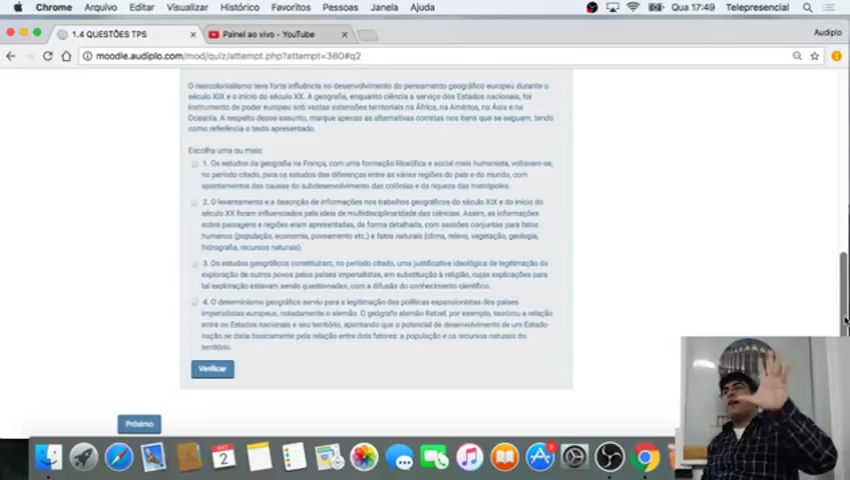 Chrome Arquivo Editar Visualizar Histórico Favoritos Pessoas Janela Ajuda Qua 17:49 Telepresencial
1.4 QUESTÕES TPS Painel ao vivo - YouTube Audiplo
moodle.audiplo.com/mod/quiz/attempt.php?attempt=380#q2
O neocolonialismo teve forte influência no desenvolvimento do pensamento geográfico europeu durante o
século XIX e o início do século XX. A geografia, enquanto ciência a serviço dos Estados nacionais, foi
instrumento de poder europeu sob vastas extensões territoriais na África, na América, na Ásia e na
Oceania. A respeito desse assunto, marque apenas as alternativas corretas nos itens que se seguem, tendo
como referência o texto apresentado.
Escolha uma ou mais:
1. Os estudos da geografia na França, com uma formação filosófica e social mais humanista, voltavam-se,
no período citado, para os estudos das diferenças entre as várias regiões do país e do mundo, com
apontamentos das causas do subdesenvolvimento das colônias e da riqueza das metrópoles.
2. O levantamento e a descrição de informações nos trabalhos geográficos do século XIX e do início do
século XX foram influenciados pela ideia de multidisciplinaridade das ciências. Assim, as informações
sobre paisagens e regiões eram apresentadas, de forma detalhada, com sessões conjuntas para fatos
humanos (população, economia, povoamento etc.) e fatos naturais (clima, relevo, vegetação, geologia,
hidrografia, recursos naturais).
3. Os estudos geográficos constituíram, no período citado, uma justificativa ideológica de legitimação da
exploração de outros povos pelos países imperialistas, em substituição à religião, cujas explicações para
tal exploração estavam sendo questionadas, com a difusão do conhecimento científico.
4. O determinismo geográfico serviu para a legitimação das políticas expansionistas dos países
imperialistas europeus, notadamente o alemão. O geógrafo alemão Ratzel, por exemplo, teorizou a relação
entre os Estados nacionais e seu território, apontando que o potencial de desenvolvimento de um Estado-
nação se daria basicamente pela relação entre dois fatores: a população e os recursos naturais do
território.
Verificar
Próximo
2